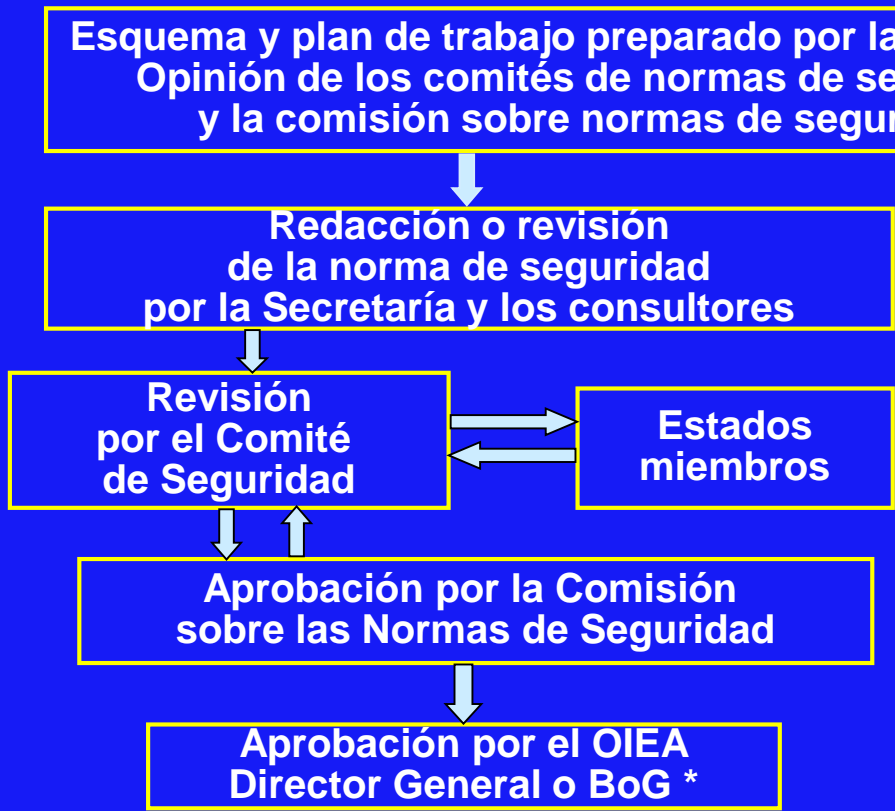 Esquema y plan de trabajo preparado por la
Opinión de los comités de normas de
y la comisión sobre normas de
Redacción o revisión
de la norma de seguridad
por la Secretaría y los consultores
Revisión
por el Comité
de Seguridad
Estados
miembros
Aprobación por la Comisión
sobre las Normas de Seguridad
Aprobación por el OIEA
Director General o BoG *